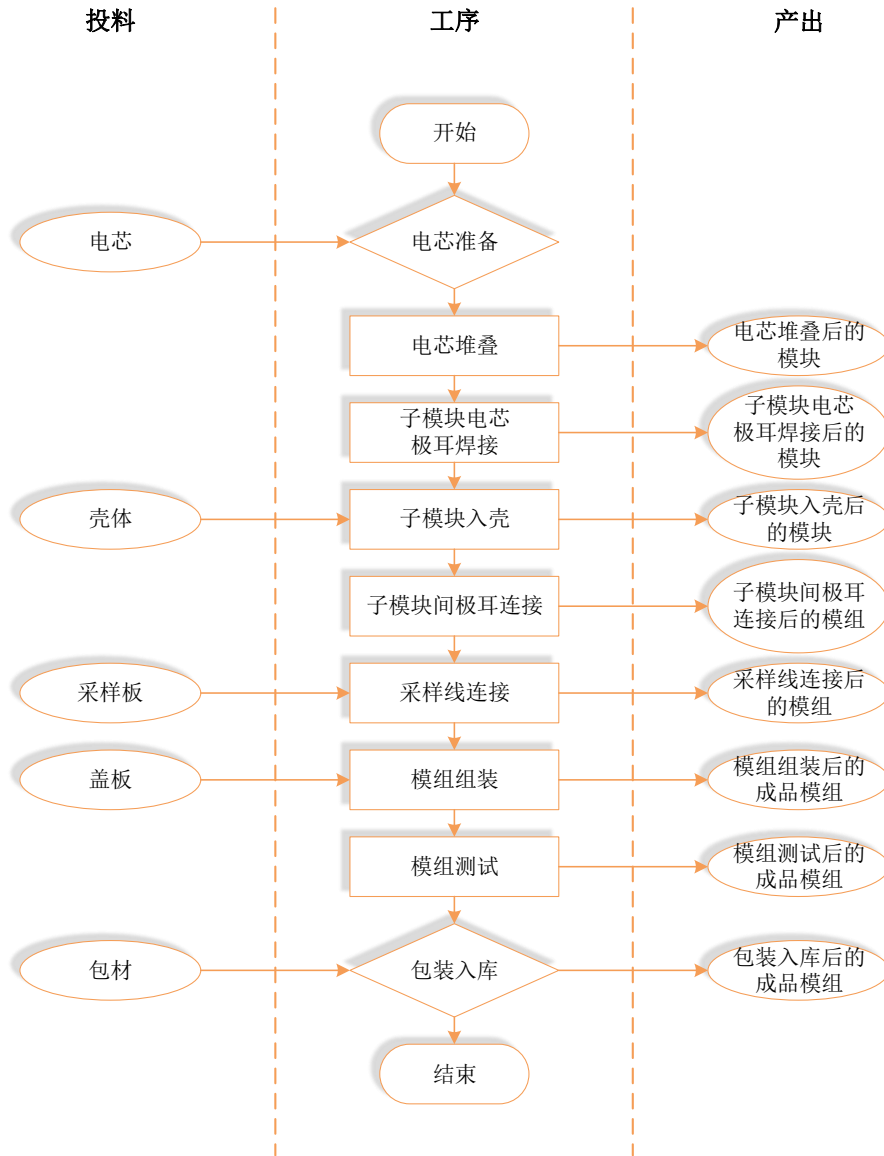 投料
工序
产出
开始
电芯
电芯准备
电芯堆叠
电芯堆叠后的
模块
子模块电芯
极耳焊接
子模块电芯
极耳焊接后的
模块
壳体
子模块入壳
子模块入壳后
的模块
子模块间极耳连接
子模块间极耳
连接后的模组
采样板
采样线连接
采样线连接后
的模组
盖板
模组组装
模组组装后的
成品模组
模组测试
模组测试后的
成品模组
包材
包装入库
包装入库后的
成品模组
结束